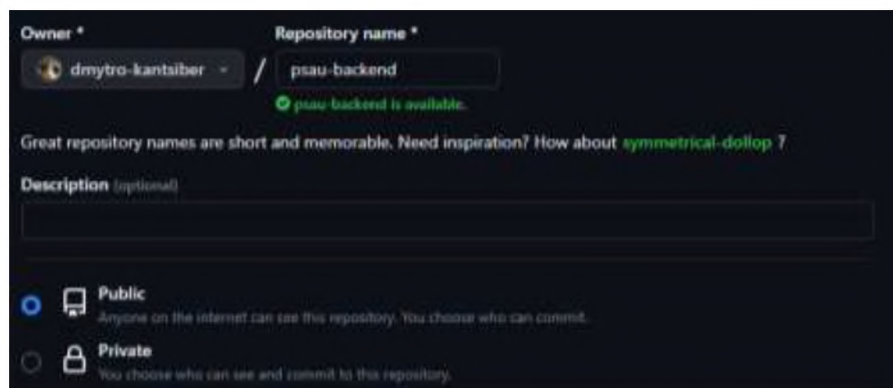 Owner * Repository name *
dmytro-kantsiber / psau-backend
psau-backend is available.
Great repository names are short and memorable. Need inspiration? How about symmetrical-dollop ?
Description (optional)
Public
Anyone on the internet can see this repository. You choose who can commit.
Private
You choose who can see and commit to this repository.